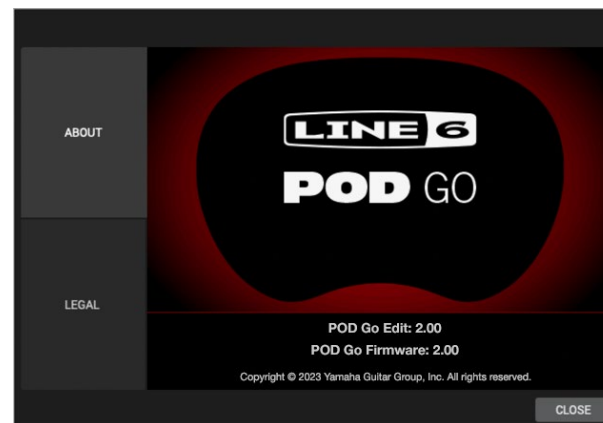 ABOUT
LINE 6
POD GO
LEGAL
POD Go Edit: 2.00
POD Go Firmware: 2.00
Copyright © 2023 Yamaha Guitar Group, Inc. All rights reserved.
CLOSE